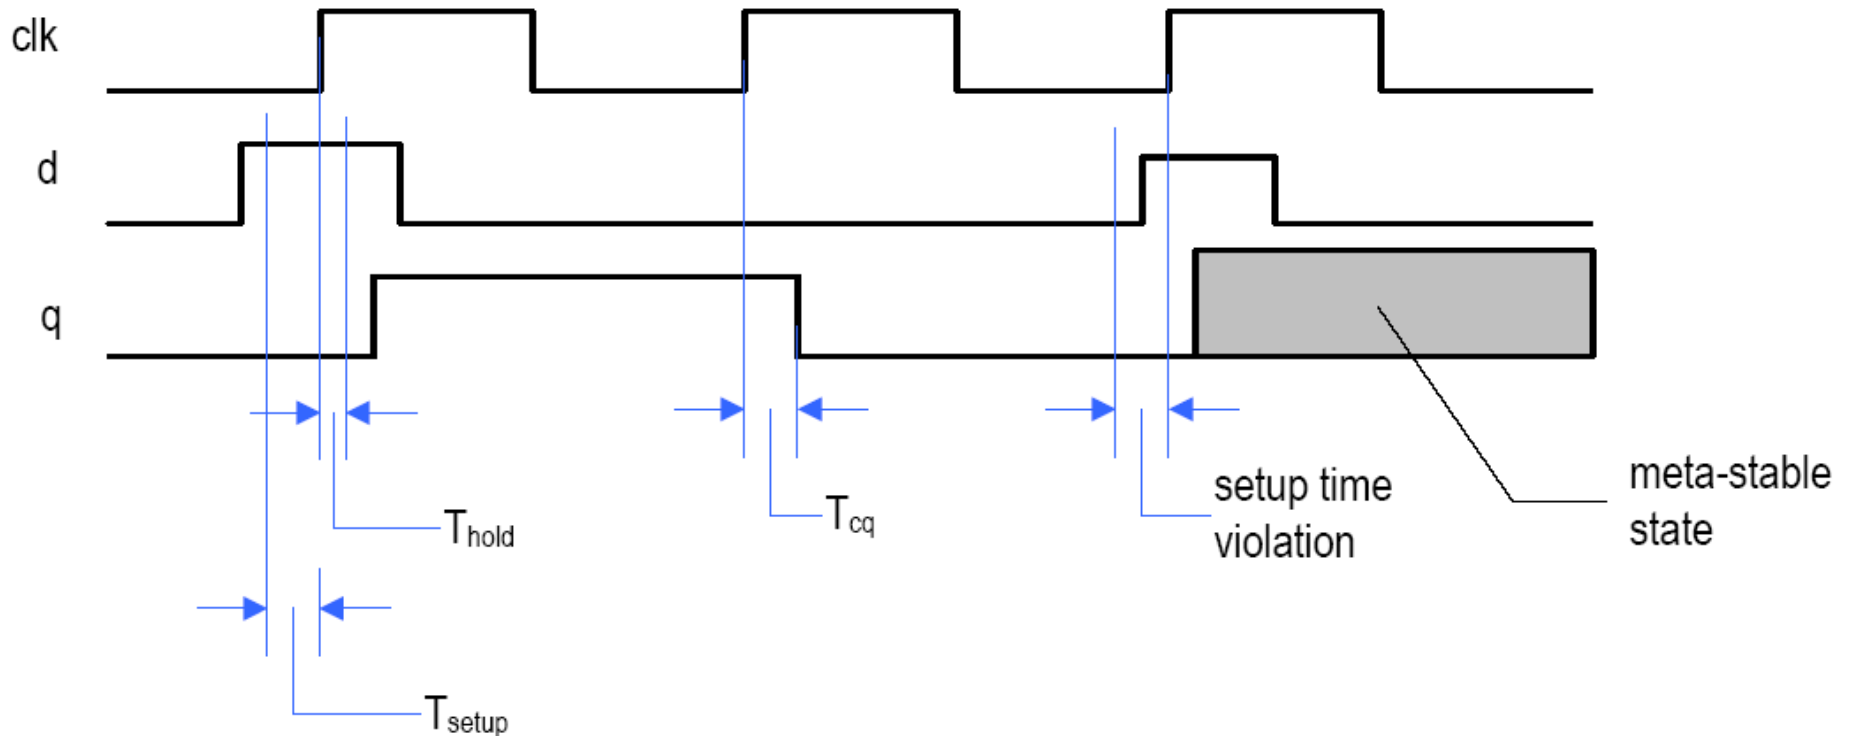 clk
d
q
Thold
Tcq
setup time
violation
meta-stable
state
Tsetup